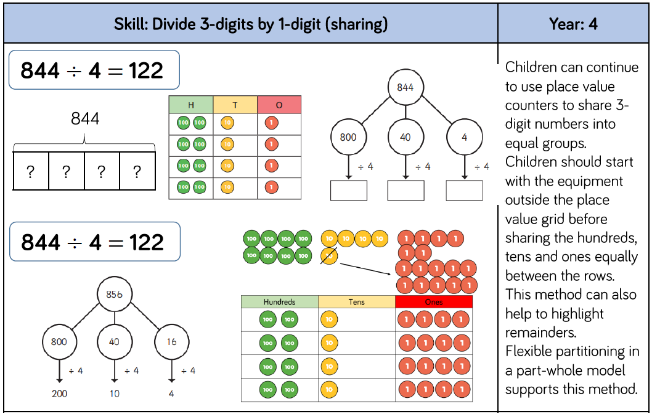 Skill: Divide 3-digits by 1-digit (sharing)
Year: 4
844 ÷ 4 = 122
844
? ? ? ?
H T O
100 100 10 1
100 100 10 1
100 100 10 1
100 100 10 1
844
800 40 4
÷ 4 ÷ 4 ÷ 4
844 ÷ 4 = 122
856
800 40 16
÷ 4 ÷ 4 ÷ 4
200 10 4
100 100 100 100 10 10 10 10 1 1 1 1
100 100 100 100 10 1 1
1 1 1 1 1
1 1 1 1 1
Hundreds Tens Ones
100 100 10 1 1 1 1
100 100 10 1 1 1 1
100 100 10 1 1 1 1
100 100 10 1 1 1 1
Children can continue
to use place value
counters to share 3-
digit numbers into
equal groups.
Children should start
with the equipment
outside the place
value grid before
sharing the hundreds,
tens and ones equally
between the rows.
This method can also
help to highlight
remainders.
Flexible partitioning in
a part-whole model
supports this method.